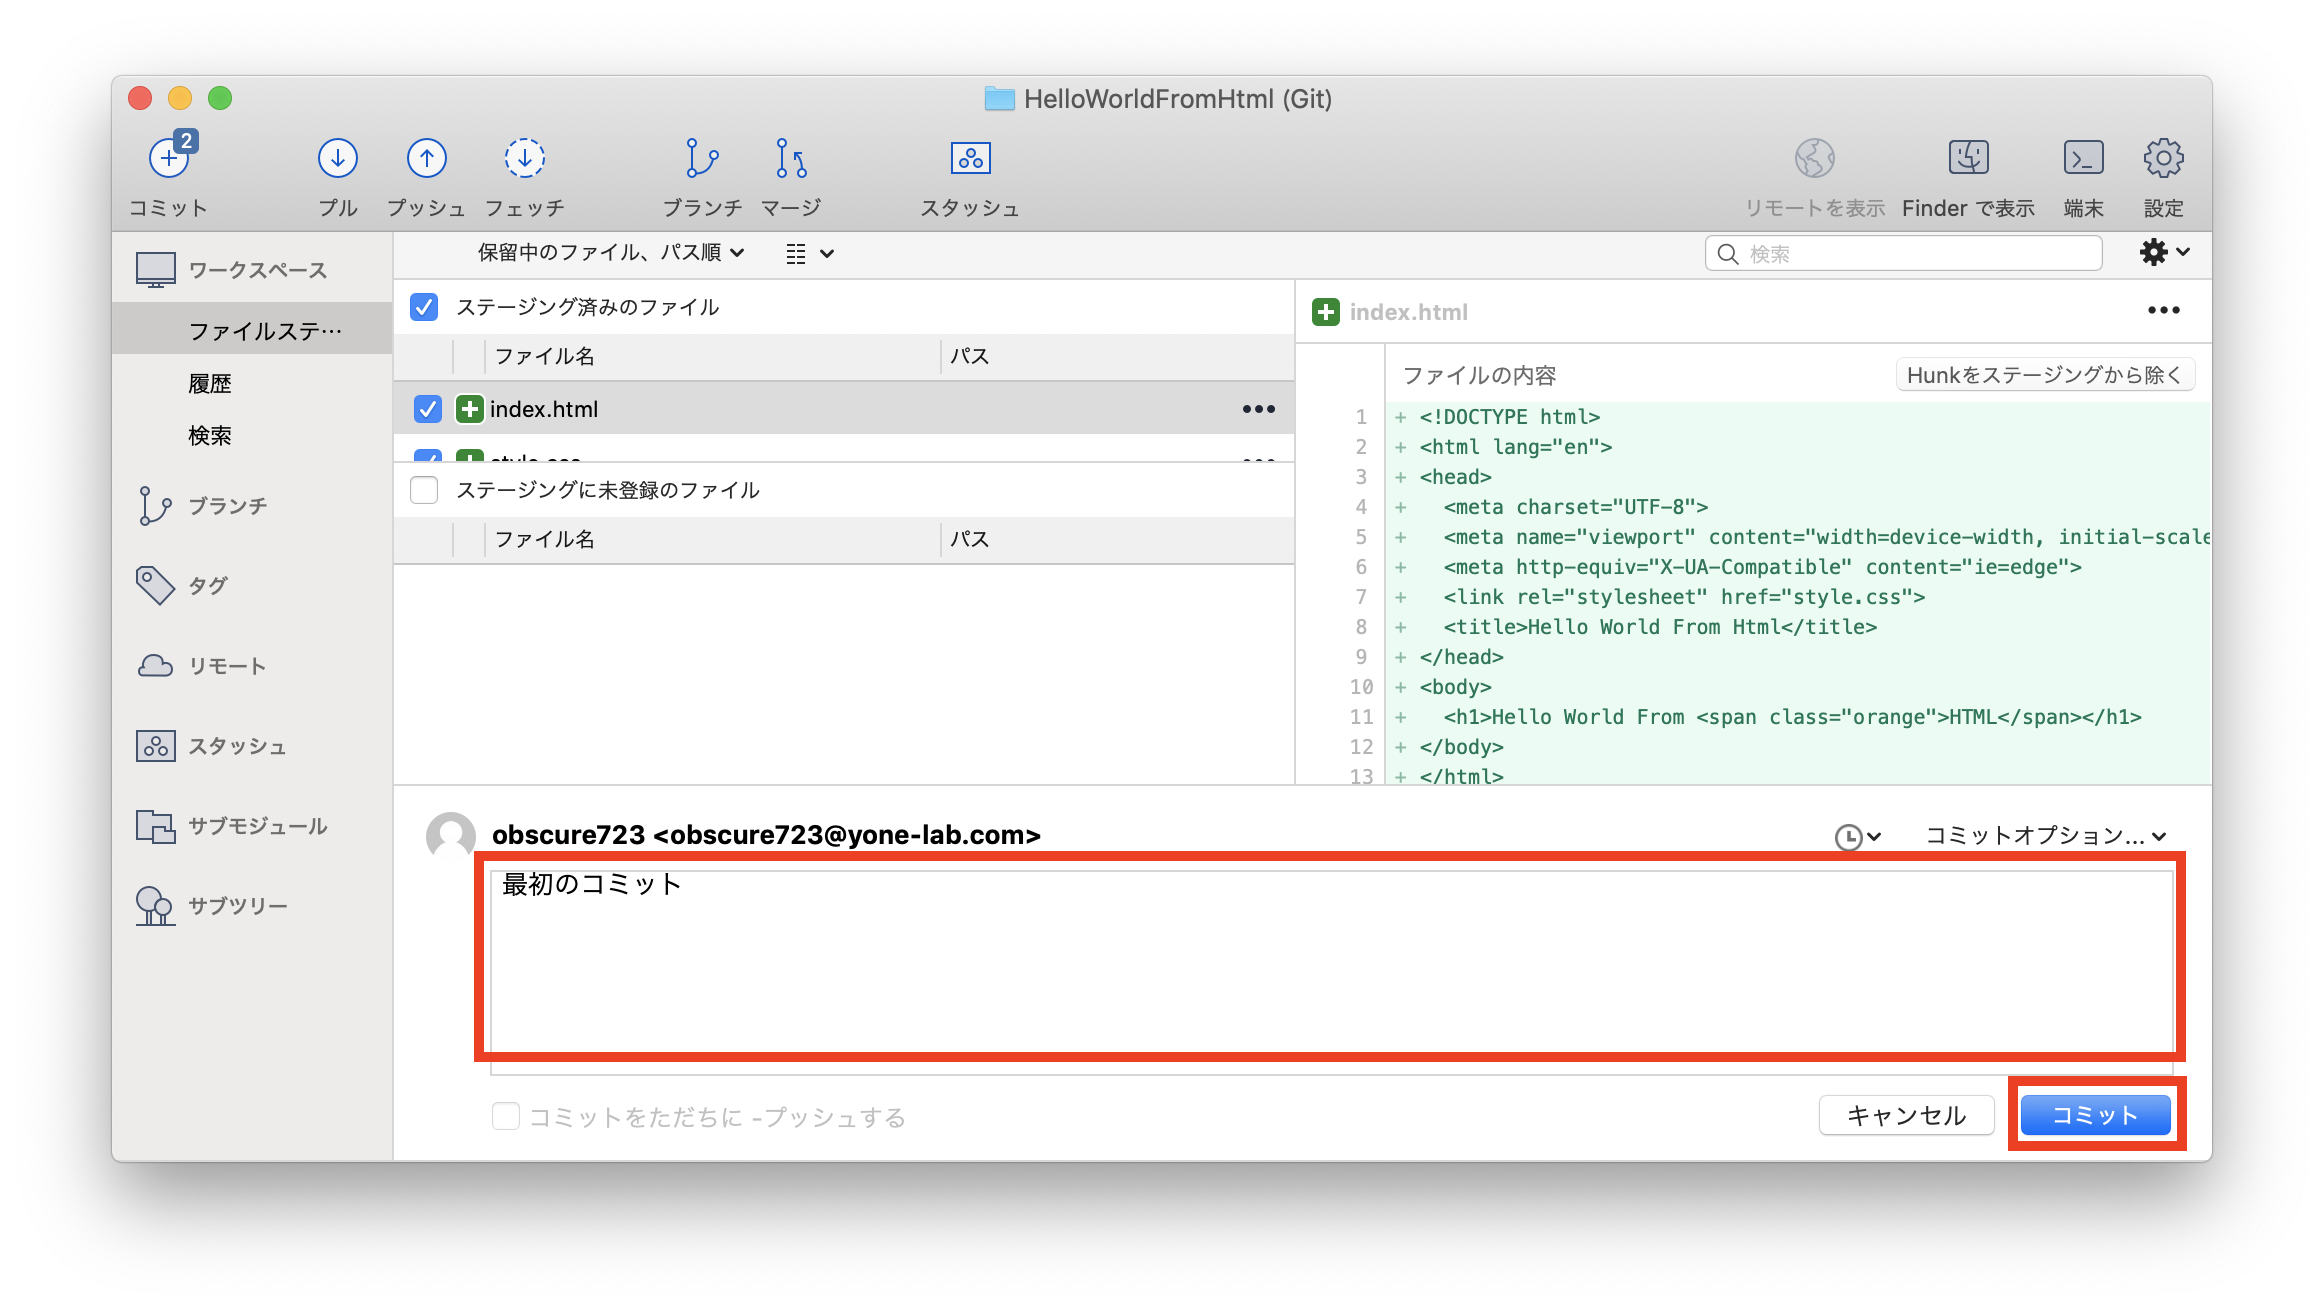 HelloWorldFromHtml (Git)
2
コミット
プル
プッシュ
フェッチ
ブランチ
マージ
スタッシュ
リモートを表示
Finder で表示
端末
設定
ワークスペース
ファイルステ…
履歴
検索
ブランチ
タグ
リモート
スタッシュ
サブモジュール
サブツリー
保留中のファイル、パス順
検索
ステージング済みのファイル
ファイル名 パス
index.html
style.css
ステージングに未登録のファイル
ファイル名 パス
index.html
ファイルの内容 Hunkをステージングから除く
1 + <!DOCTYPE html>
2 + <html lang="en">
3 + <head>
4 + <meta charset="UTF-8">
5 + <meta name="viewport" content="width=device-width, initial-scale
6 + <meta http-equiv="X-UA-Compatible" content="ie=edge">
7 + <link rel="stylesheet" href="style.css">
8 + <title>Hello World From Html</title>
9 + </head>
10 + <body>
11 + <h1>Hello World From <span class="orange">HTML</span></h1>
12 + </body>
13 + </html>
obscure723 <obscure723@yone-lab.com>
コミットオプション...
最初のコミット
コミットをただちに -プッシュする
キャンセル
コミット